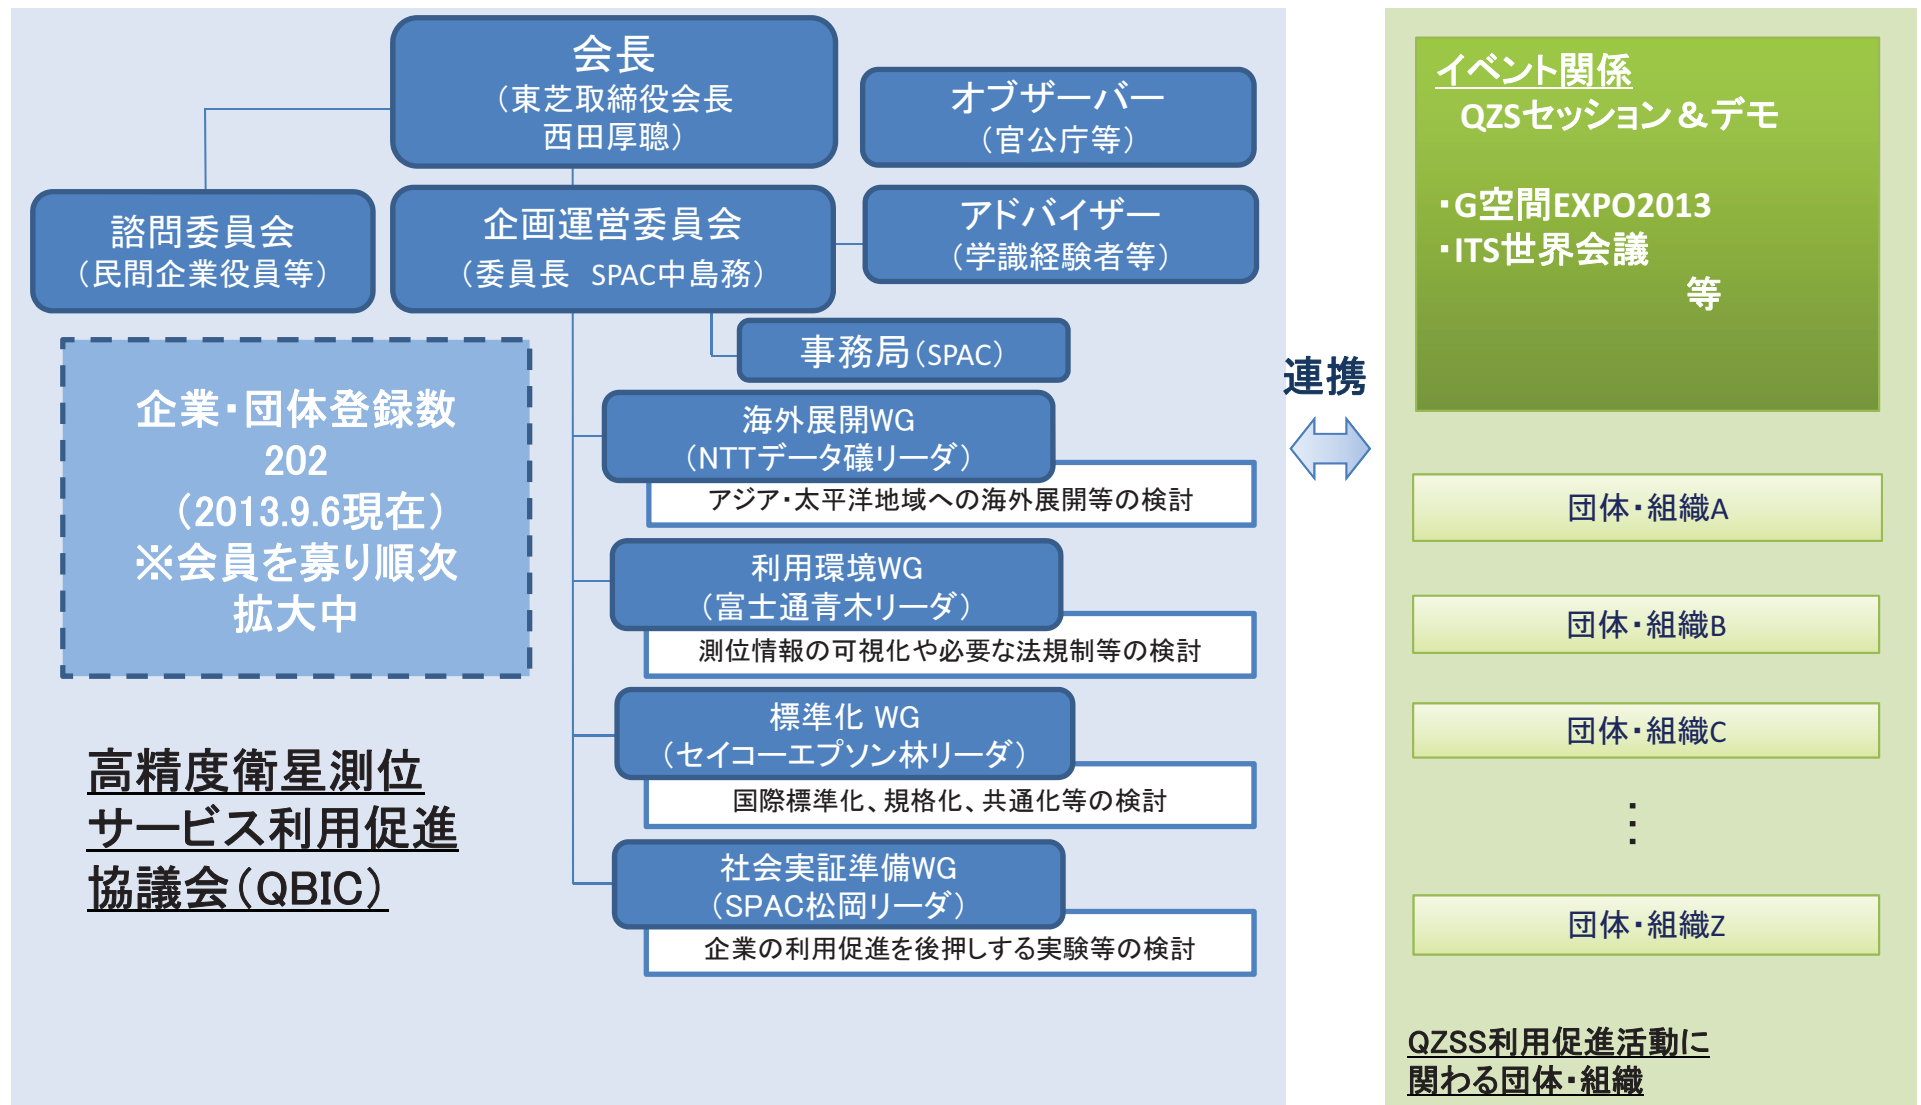 会長
（東芝取締役会長
西田厚聰）
オブザーバー
（官公庁等）
諮問委員会
（民間企業役員等）
企画運営委員会
（委員長　SPAC中島務）
アドバイザー
（学識経験者等）
事務局（SPAC）
企業・団体登録数
202
（2013.9.6現在）
※会員を募り順次
拡大中
海外展開WG
（NTTデータ礒リーダ）
アジア・太平洋地域への海外展開等の検討
利用環境WG
（富士通青木リーダ）
測位情報の可視化や必要な法規制等の検討
標準化 WG
（セイコーエプソン林リーダ）
国際標準化、規格化、共通化等の検討
社会実証準備WG
（SPAC松岡リーダ）
企業の利用促進を後押しする実験等の検討
高精度衛星測位
サービス利用促進
協議会（QBIC）
連携
イベント関係
QZSセッション＆デモ
・G空間EXPO2013
・ITS世界会議
等
団体・組織A
団体・組織B
団体・組織C
⋮
団体・組織Z
QZSS利用促進活動に
関わる団体・組織